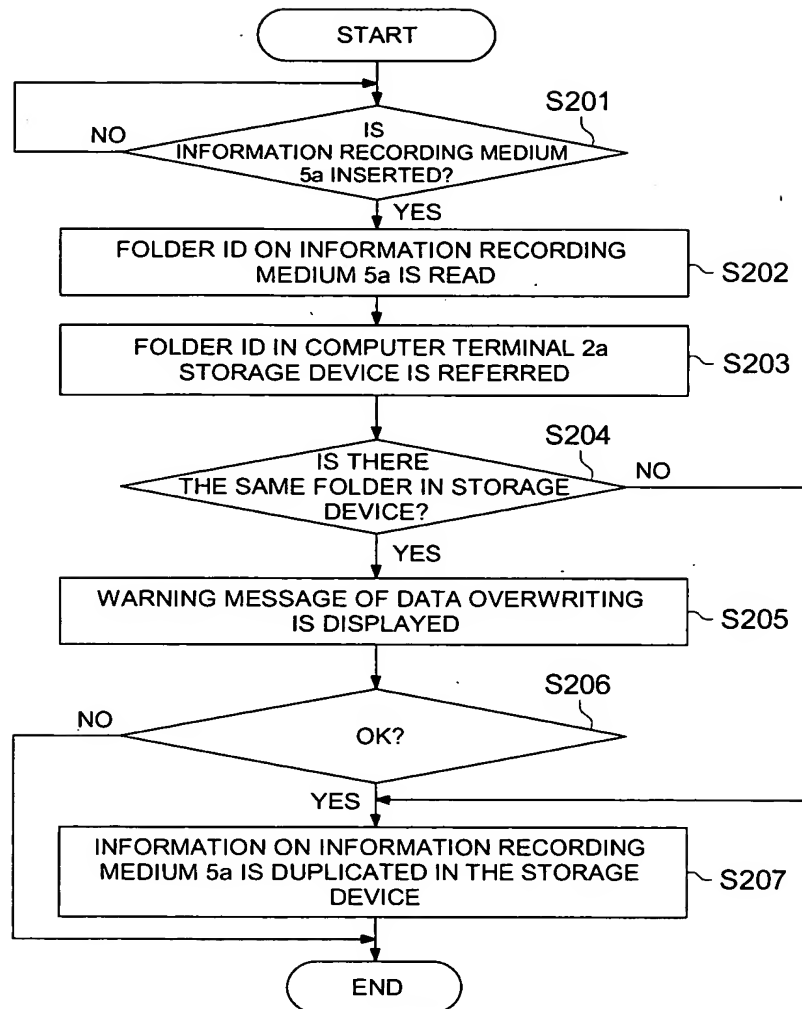 START
S201
NO
IS
INFORMATION RECORDING MEDIUM
5a INSERTED?
YES
FOLDER ID ON INFORMATION RECORDING
MEDIUM 5a IS READ
S202
FOLDER ID IN COMPUTER TERMINAL 2a
STORAGE DEVICE IS REFERRED
S203
S204
IS THERE
THE SAME FOLDER IN STORAGE
DEVICE?
NO
YES
WARNING MESSAGE OF DATA OVERWRITING
IS DISPLAYED
S205
S206
NO
OK?
YES
INFORMATION ON INFORMATION RECORDING
MEDIUM 5a IS DUPLICATED IN THE STORAGE
DEVICE
S207
END